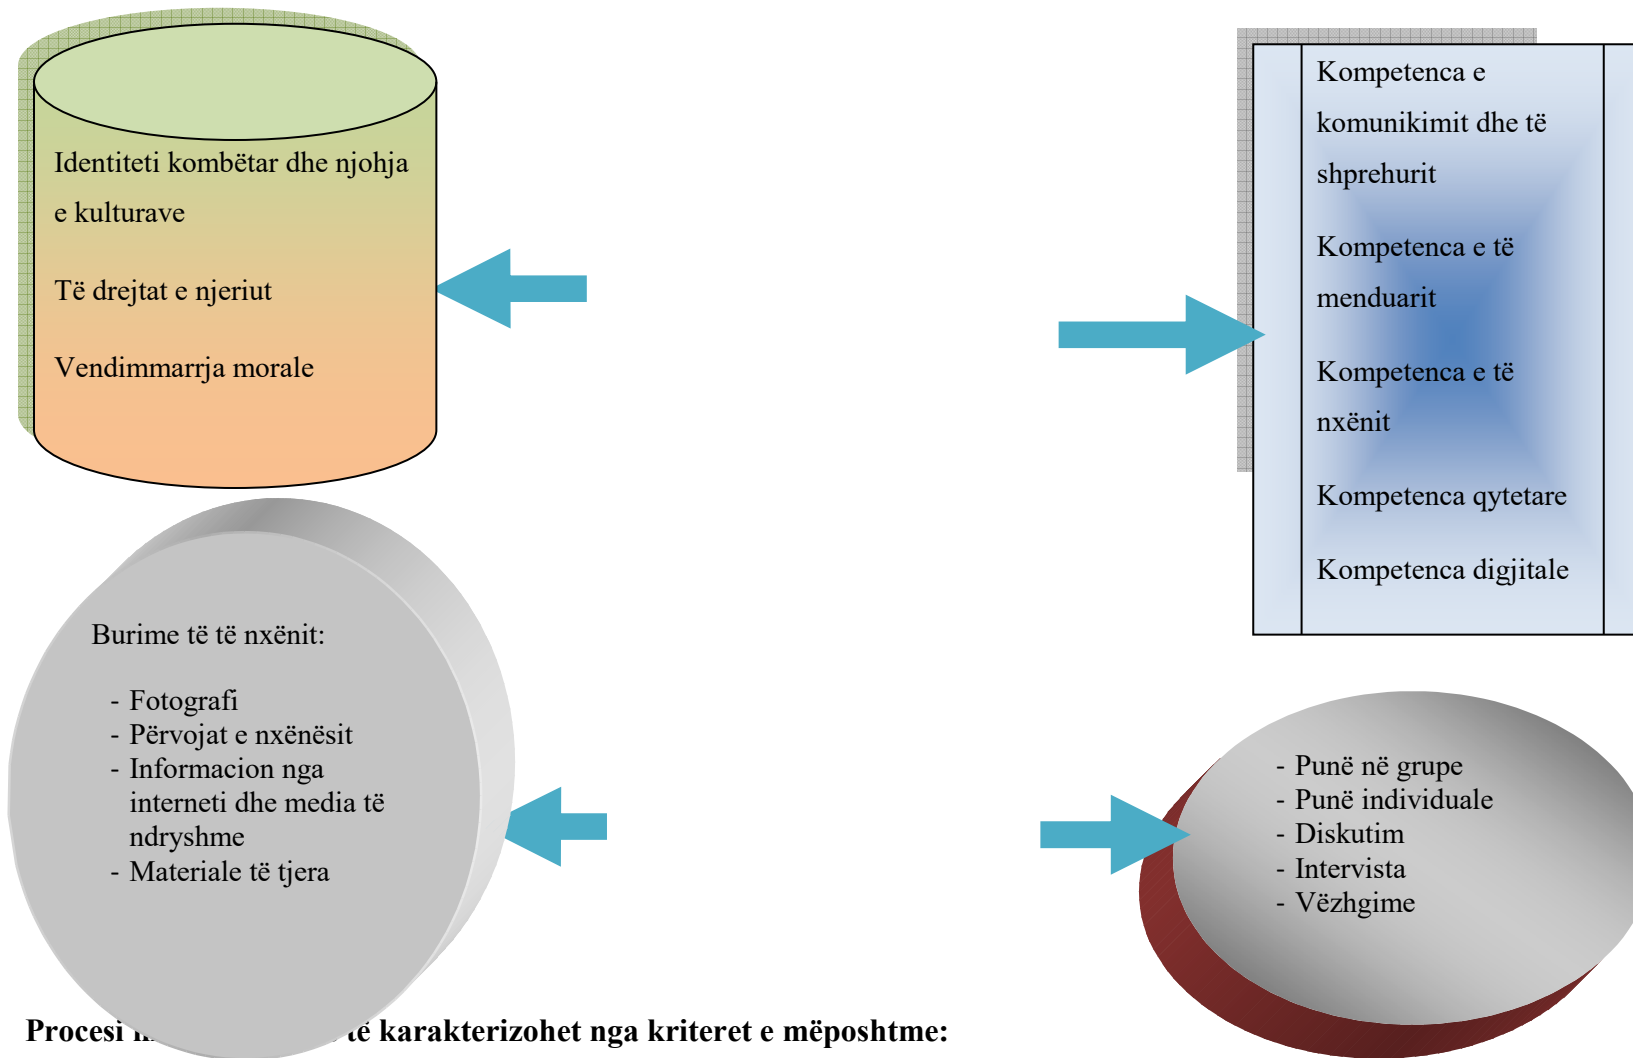 Identiteti kombëtar dhe njohja
e kulturave
Të drejtat e njeriut
Vendimmarrja morale
Kompetenca e
komunikimit dhe të
shprehurit
Kompetenca e të
menduarit
Kompetenca e të
nxënit
Kompetenca qytetare
Kompetenca digjitale
Burime të të nxënit:
- Fotografi
- Përvojat e nxënësit
- Informacion nga
interneti dhe media të
ndryshme
- Materiale të tjera
- Punë në grupe
- Punë individuale
- Diskutim
- Intervista
- Vëzhgime
Procesi të karakterizohet nga kriteret e mëposhtme: